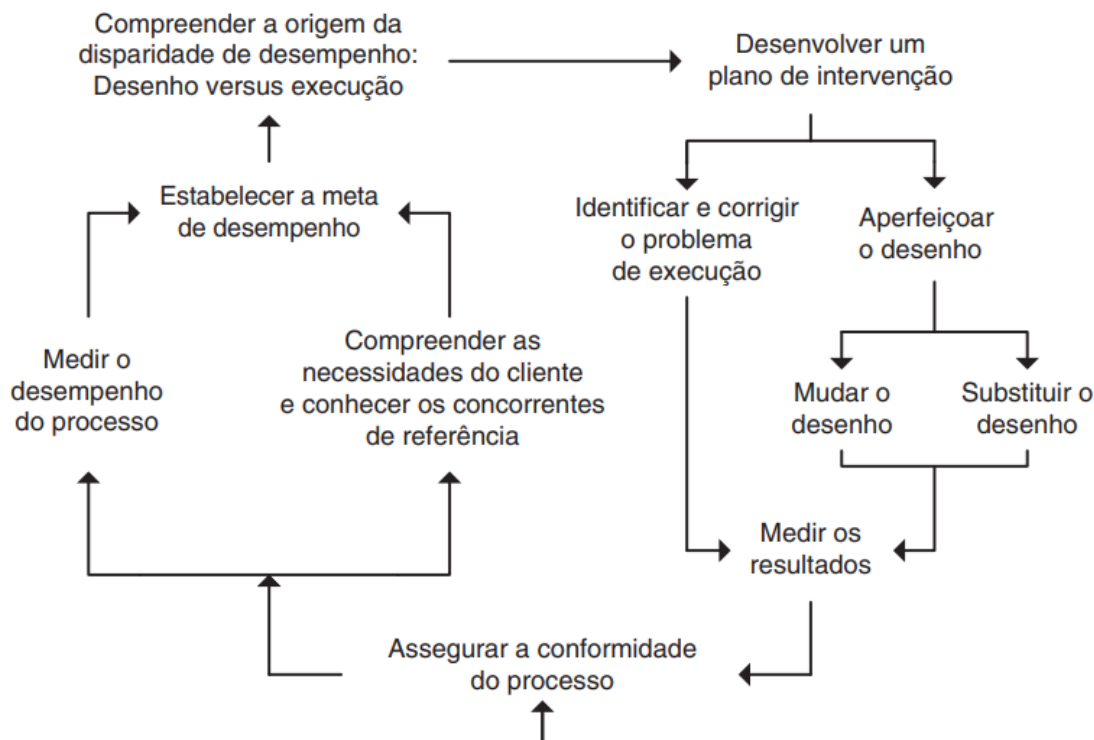 Compreender a origem da
disparidade de desempenho:
Desenho versus execução
Desenvolver um
plano de intervenção
Estabelecer a meta
de desempenho
Identificar e corrigir
o problema
de execução
Aperfeiçoar
o desenho
Medir o
desempenho
do processo
Compreender as
necessidades do cliente
e conhecer os concorrentes
de referência
Mudar o
desenho
Substituir o
desenho
Medir os
resultados
Assegurar a conformidade
do processo